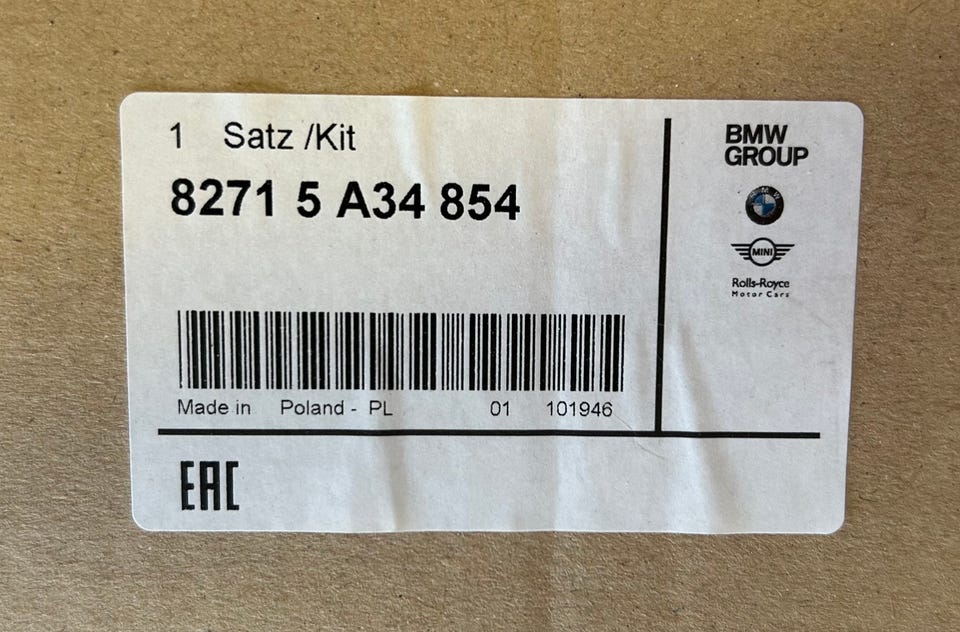 1 Satz /Kit
8271 5 A34 854
Made in Poland - PL 01 101946
EAC
BMW
GROUP
BMW
MINI
Rolls-Royce
Motor Cars